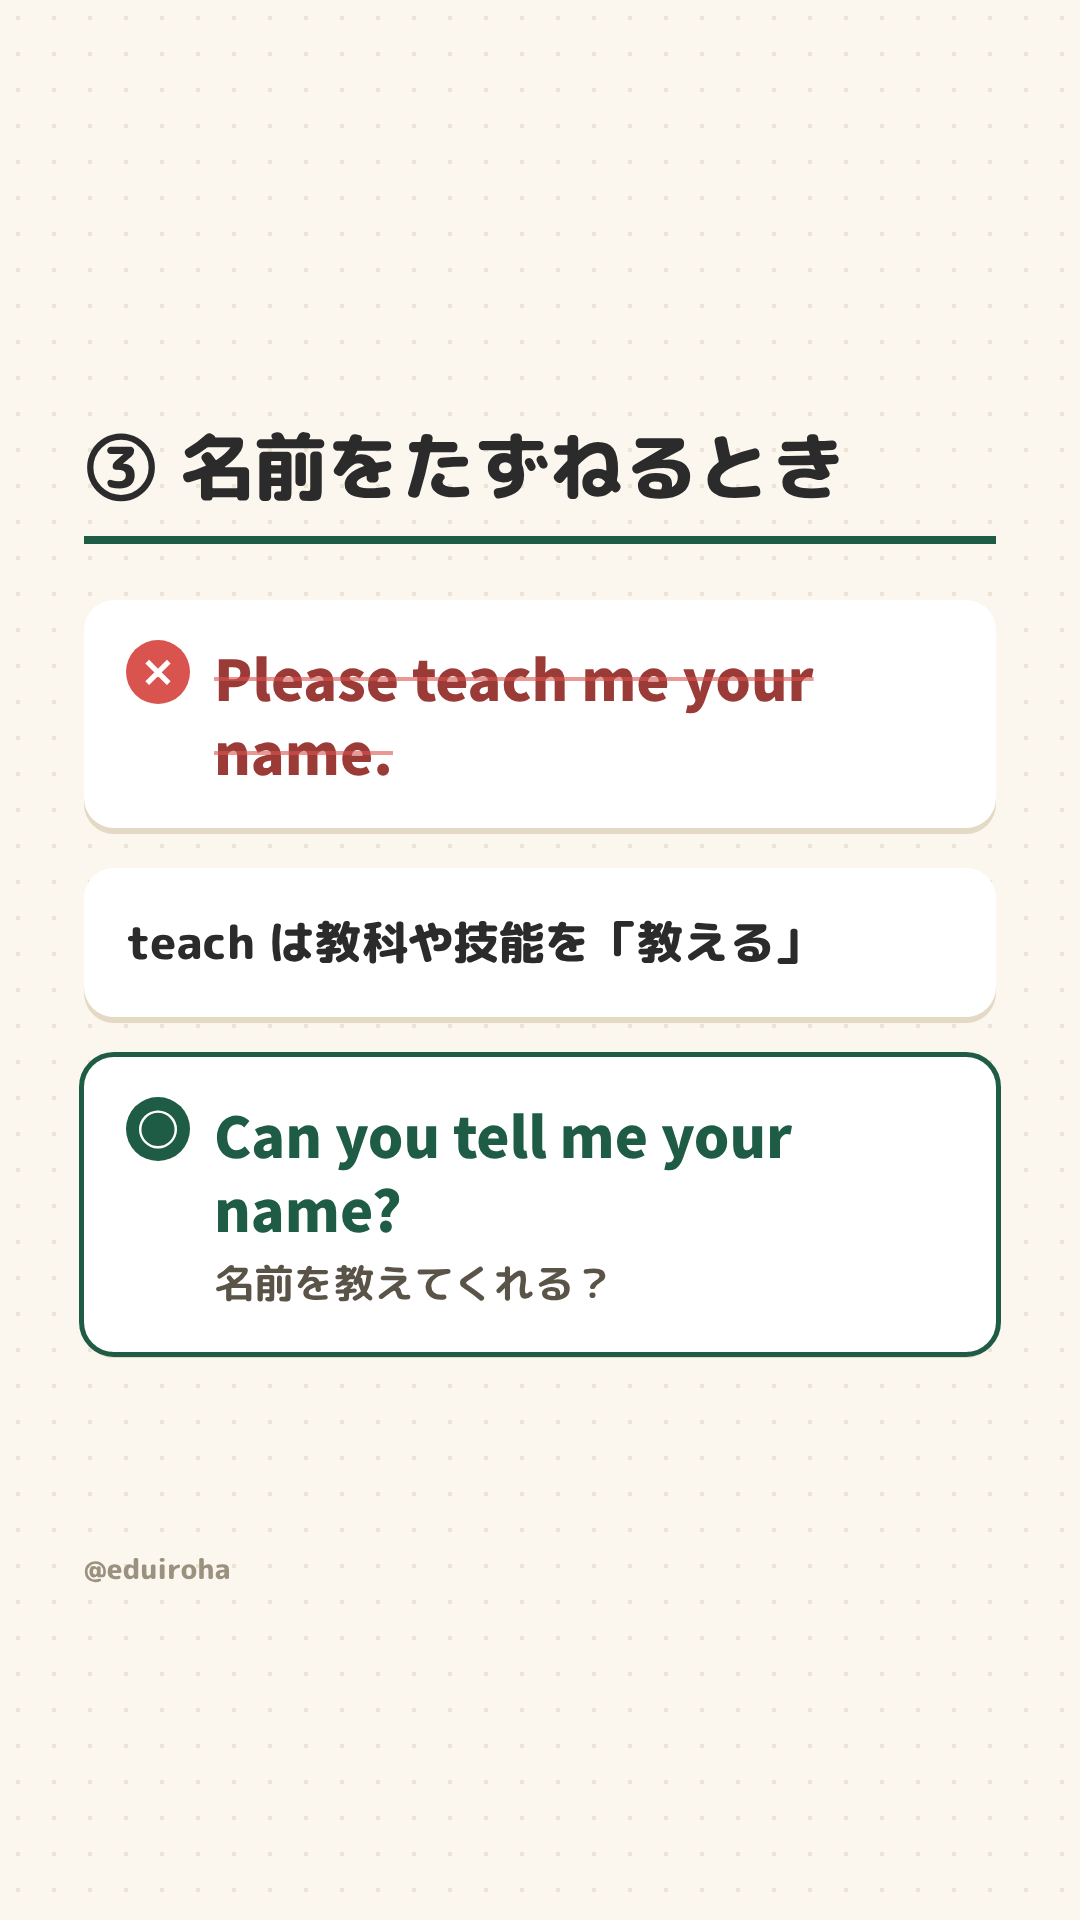 ③ 名前をたずねるとき
× Please teach me your
name.
teach は教科や技能を「教える」
◯ Can you tell me your
name?
名前を教えてくれる？
@eduiroha